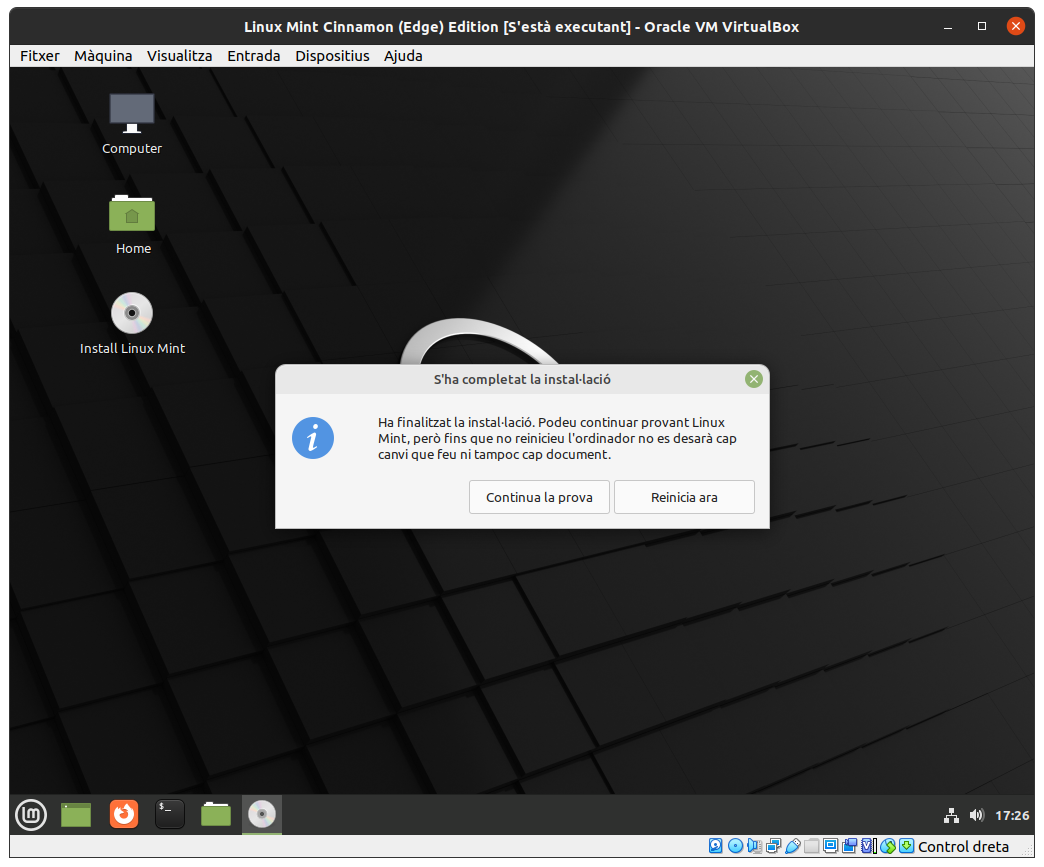 Linux Mint Cinnamon (Edge) Edition [S'està executant] - Oracle VM VirtualBox
Fitxer Màquina Visualitza Entrada Dispositius Ajuda
Computer
Home
Install Linux Mint
S'ha completat la instal·lació
Ha finalitzat la instal·lació. Podeu continuar provant Linux
Mint, però fins que no reinicieu l'ordinador no es desarà cap
canvi que feu ni tampoc cap document.
Continua la prova
Reinicia ara
17:26
Control dreta